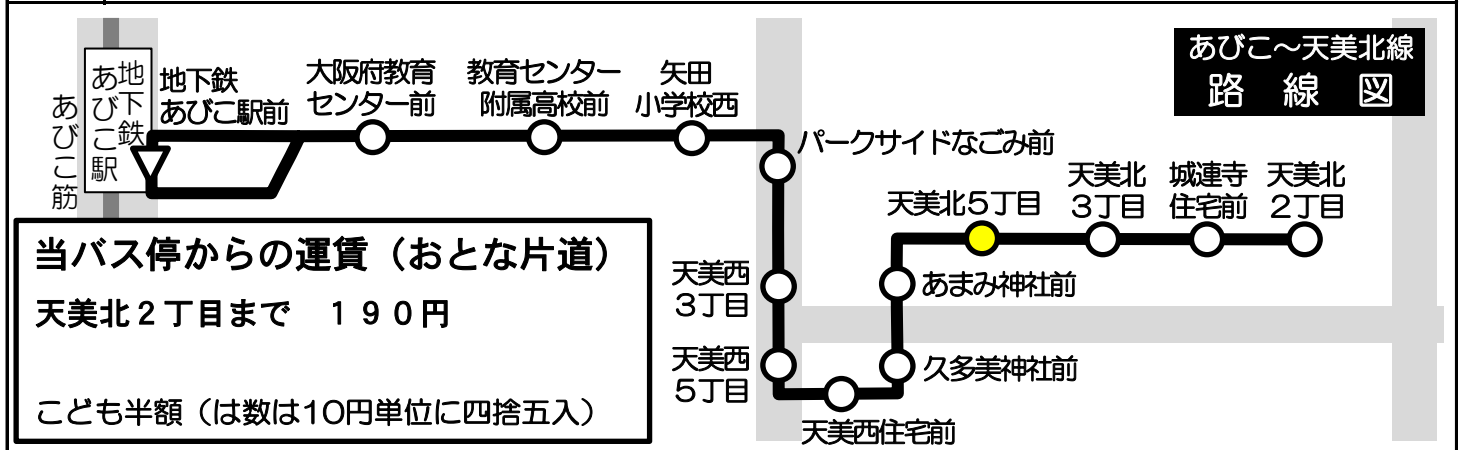 あびこ～天美北線
路線図
あびこ筋
地下鉄
あびこ駅
地下鉄
あびこ駅前
大阪府教育
センター前
教育センター
附属高校前
矢田
小学校西
パークサイドなごみ前
天美西
3丁目
天美西
5丁目
天美西住宅前
久多美神社前
あまみ神社前
天美北5丁目
天美北
3丁目
城連寺
住宅前
天美北
2丁目
当バス停からの運賃（おとな片道）
天美北２丁目まで　１９０円
こども半額（は数は10円単位に四捨五入）